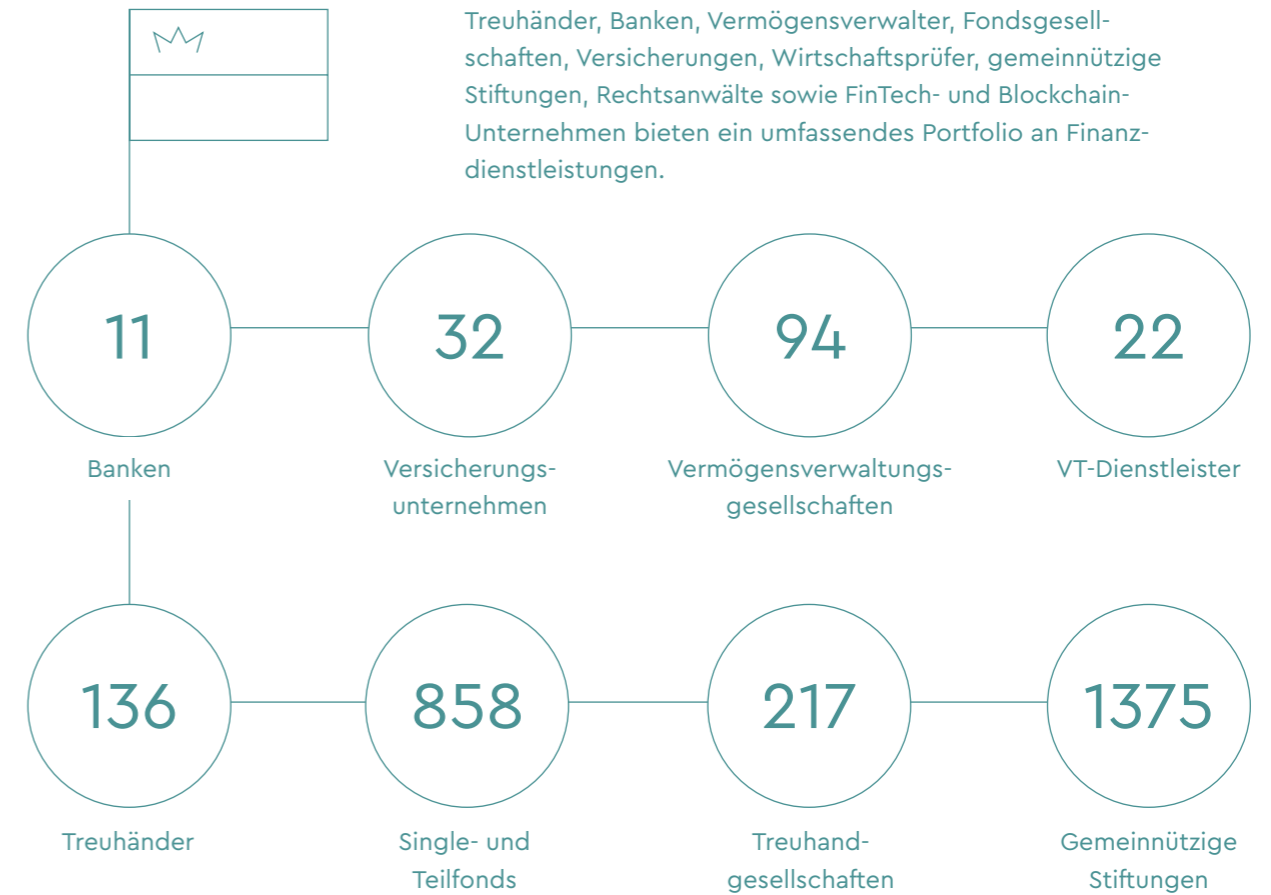 Treuhänder, Banken, Vermögensverwalter, Fondsgesell-
schaften, Versicherungen, Wirtschaftsprüfer, gemeinnützige
Stiftungen, Rechtsanwälte sowie FinTech- und Blockchain-
Unternehmen bieten ein umfassendes Portfolio an Finanz-
dienstleistungen.
11
Banken
32
Versicherungs-
unternehmen
94
Vermögensverwaltungs-
gesellschaften
22
VT-Dienstleister
136
Treuhänder
858
Single- und
Teilfonds
217
Treuhand-
gesellschaften
1375
Gemeinnützige
Stiftungen